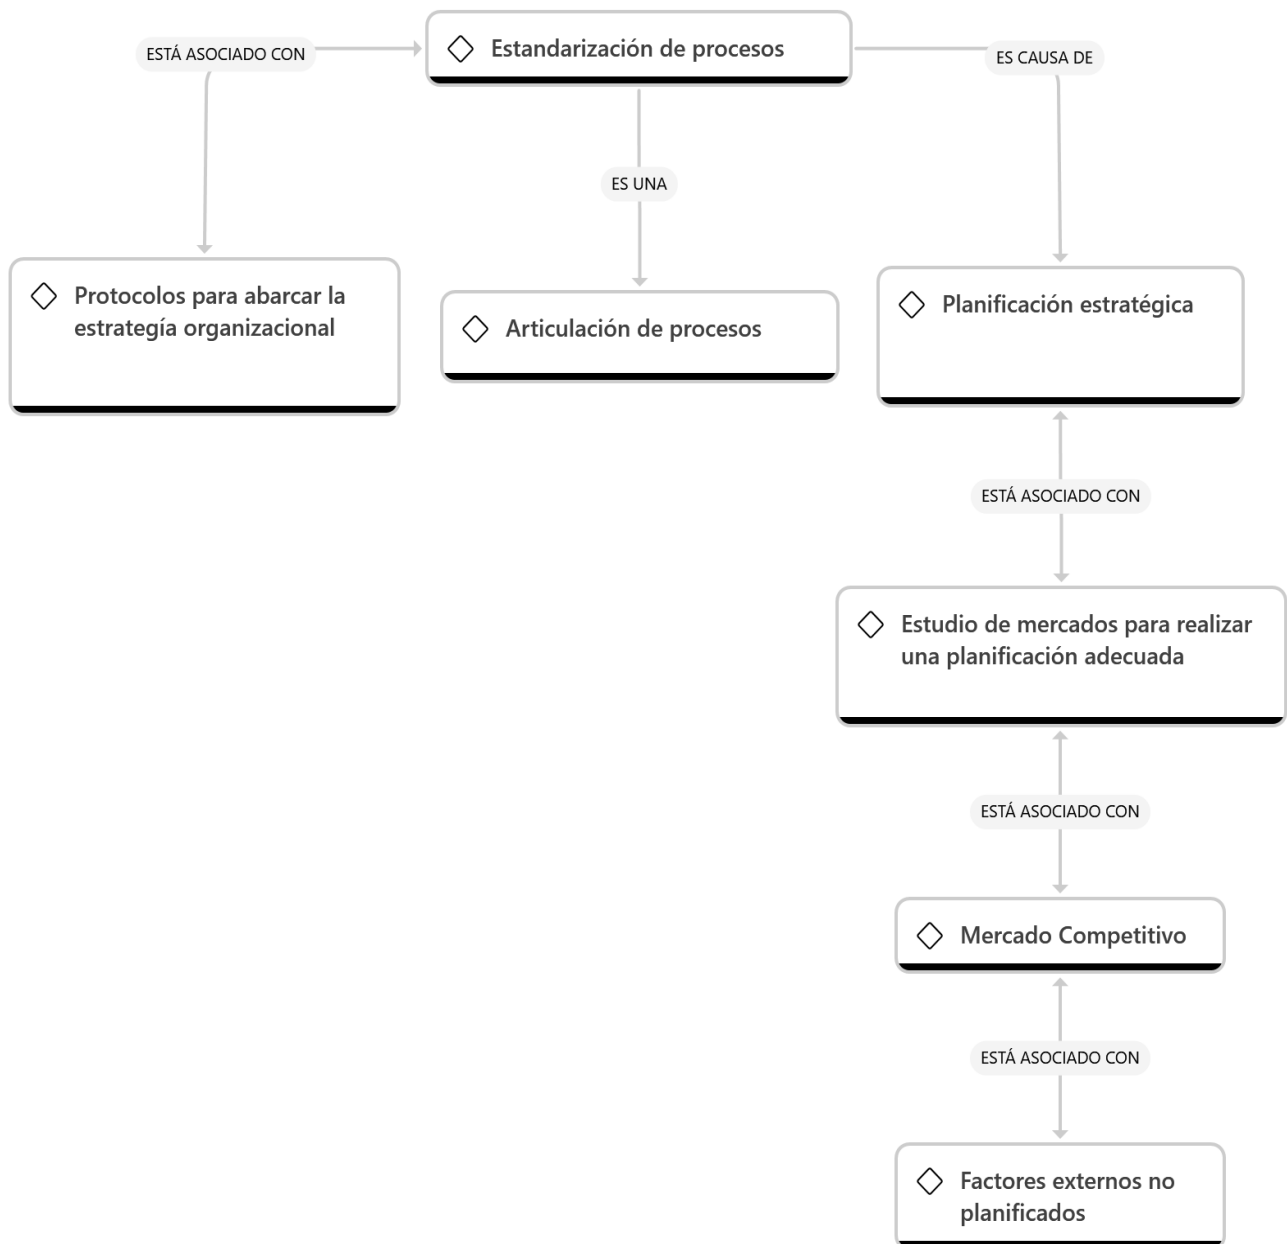 ESTÁ ASOCIADO CON
Estandarización de procesos
ES CAUSA DE
ES UNA
Protocolos para abarcar la
estrategía organizacional
Articulación de procesos
Planificación estratégica
ESTÁ ASOCIADO CON
Estudio de mercados para realizar
una planificación adecuada
ESTÁ ASOCIADO CON
Mercado Competitivo
ESTÁ ASOCIADO CON
Factores externos no
planificados